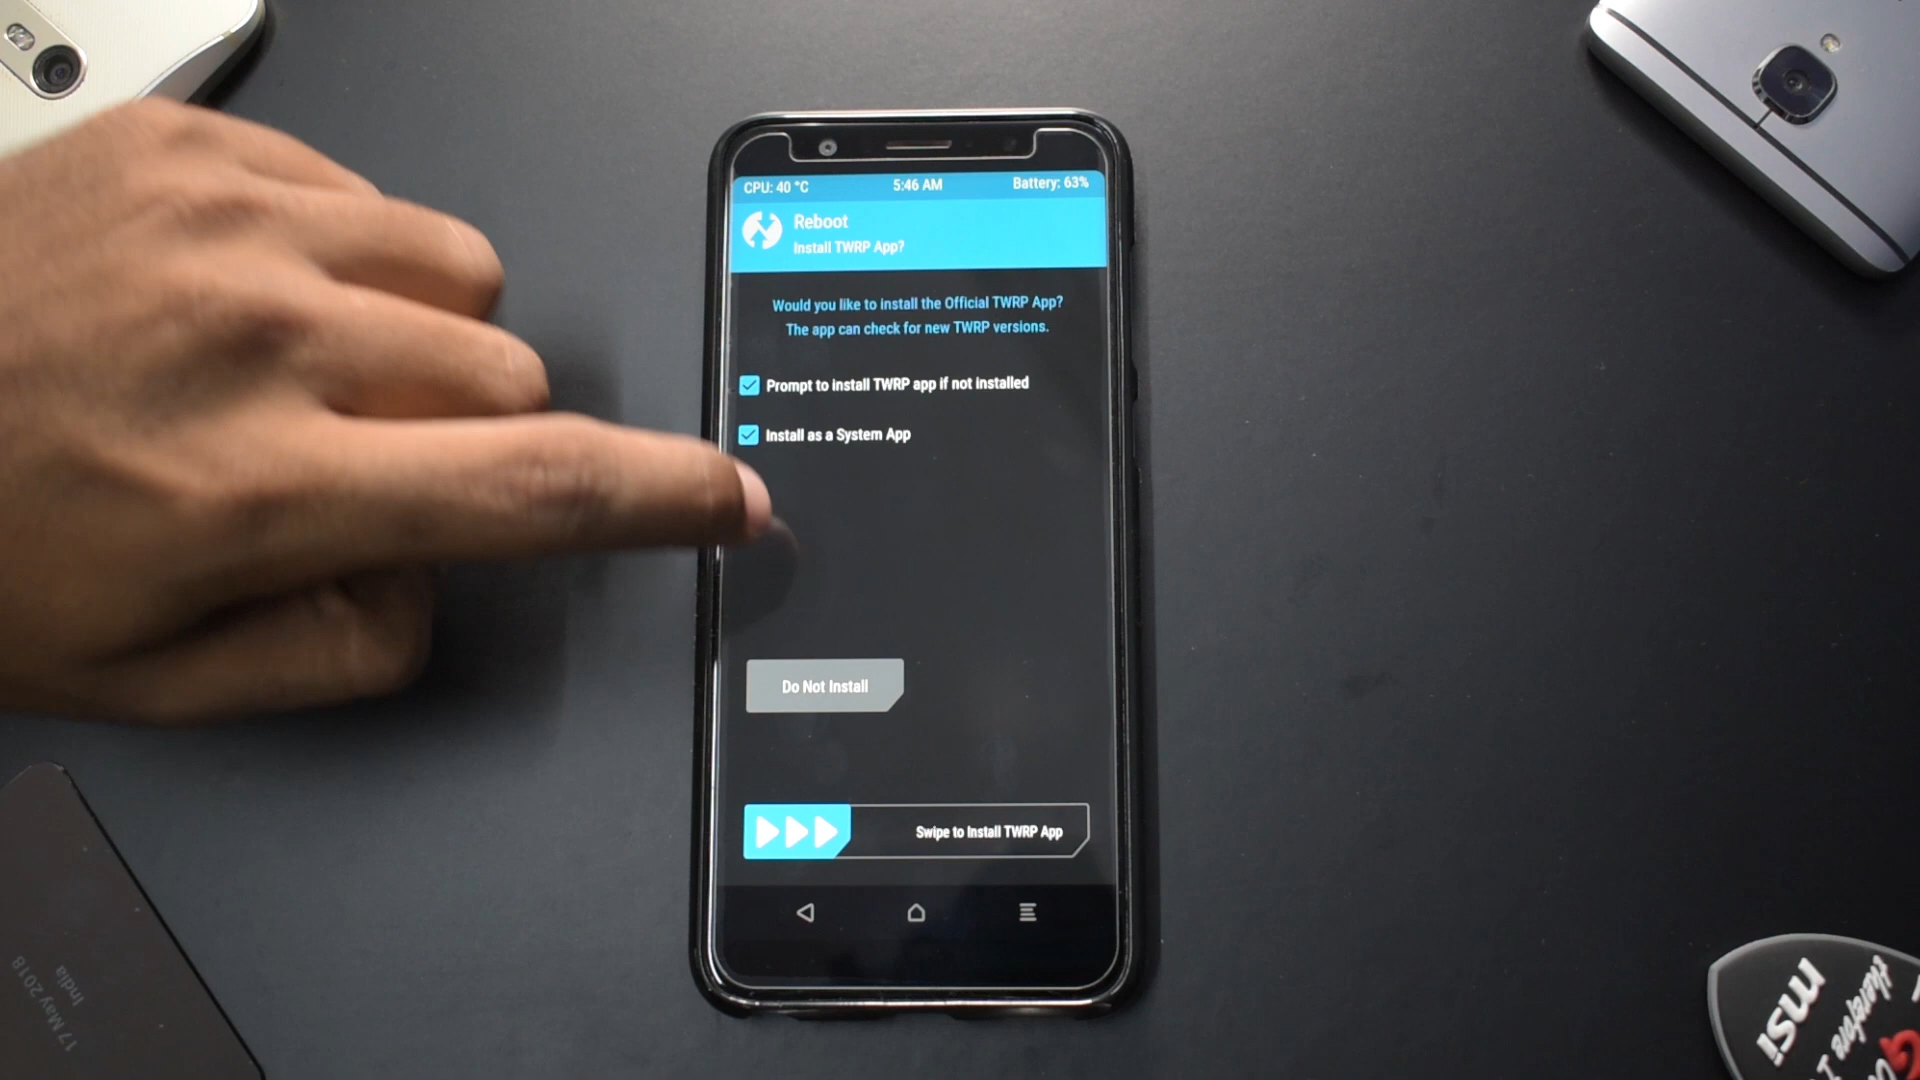 CPU: 40 °C
5:46 AM
Battery: 63%
Reboot
Install TWRP App?
Would you like to install the Official TWRP App?
The app can check for new TWRP versions.
Prompt to install TWRP app if not installed
Install as a System App
Do Not Install
Swipe to Install TWRP App
17 May 2018
India
msi
therefore
I